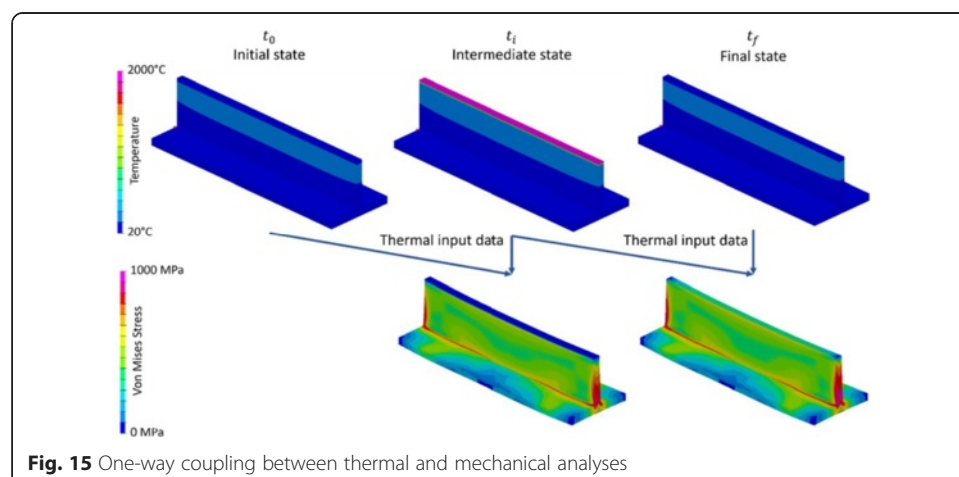 t₀
Initial state
tᵢ
Intermediate state
t_f
Final state
2000°C
Temperature
20°C
Thermal input data
Thermal input data
1000 MPa
Von Mises Stress
0 MPa
Fig. 15 One-way coupling between thermal and mechanical analyses